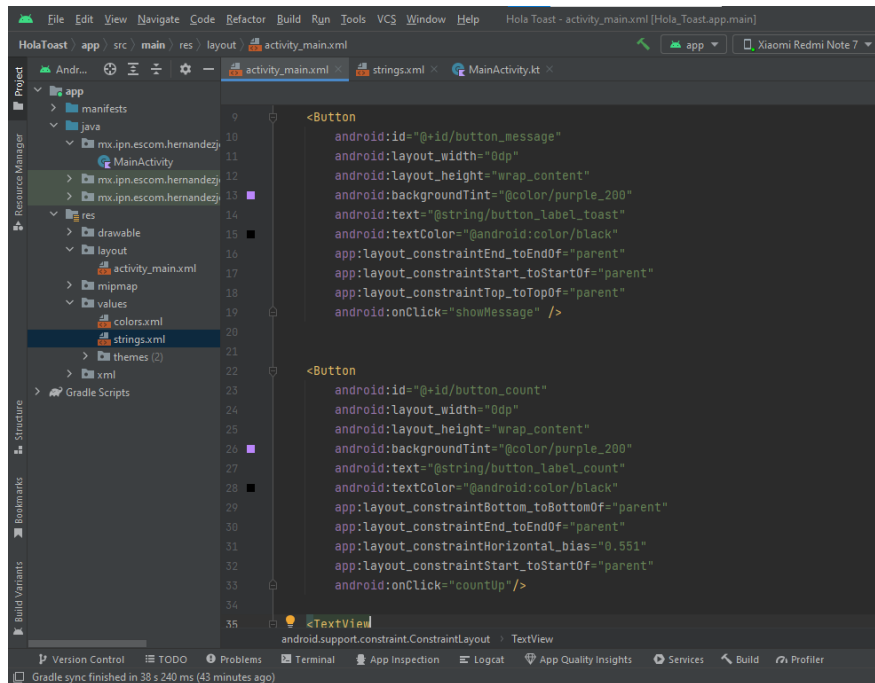 File Edit View Navigate Code Refactor Build Run Tools VCS Window Help Hola Toast - activity_main.xml [Hola_Toast.app.main]
HolaToast app src main res layout activity_main.xml app Xiaomi Redmi Note 7
Andr... activity_main.xml strings.xml MainActivity.kt
Project
Resource Manager
Structure
Bookmarks
Build Variants
app
manifests
java
mx.ipn.escom.hernandezj
MainActivity
mx.ipn.escom.hernandezj
mx.ipn.escom.hernandezj
res
drawable
layout
activity_main.xml
mipmap
values
colors.xml
strings.xml
themes (2)
xml
Gradle Scripts
9 <Button
10 android:id="@+id/button_message"
11 android:layout_width="0dp"
12 android:layout_height="wrap_content"
13 android:backgroundTint="@color/purple_200"
14 android:text="@string/button_label_toast"
15 android:textColor="@android:color/black"
16 app:layout_constraintEnd_toEndOf="parent"
17 app:layout_constraintStart_toStartOf="parent"
18 app:layout_constraintTop_toTopOf="parent"
19 android:onClick="showMessage" />
20
21
22 <Button
23 android:id="@+id/button_count"
24 android:layout_width="0dp"
25 android:layout_height="wrap_content"
26 android:backgroundTint="@color/purple_200"
27 android:text="@string/button_label_count"
28 android:textColor="@android:color/black"
29 app:layout_constraintBottom_toBottomOf="parent"
30 app:layout_constraintEnd_toEndOf="parent"
31 app:layout_constraintHorizontal_bias="0.551"
32 app:layout_constraintStart_toStartOf="parent"
33 android:onClick="countUp"/>
34
35 <TextView
android.support.constraint.ConstraintLayout TextView
Version Control TODO Problems Terminal App Inspection Logcat App Quality Insights Services Build Profiler
Gradle sync finished in 38 s 240 ms (43 minutes ago)